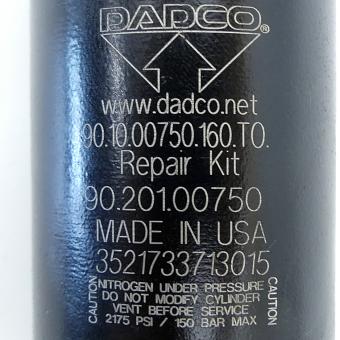 DADCO®
www.dadco.net
90.10.00750.160.TO.
Repair Kit
90.201.00750
MADE IN USA
3521733713015
CAUTION
NITROGEN UNDER PRESSURE
DO NOT MODIFY CYLINDER
VENT BEFORE SERVICE
2175 PSI / 150 BAR MAX
CAUTION